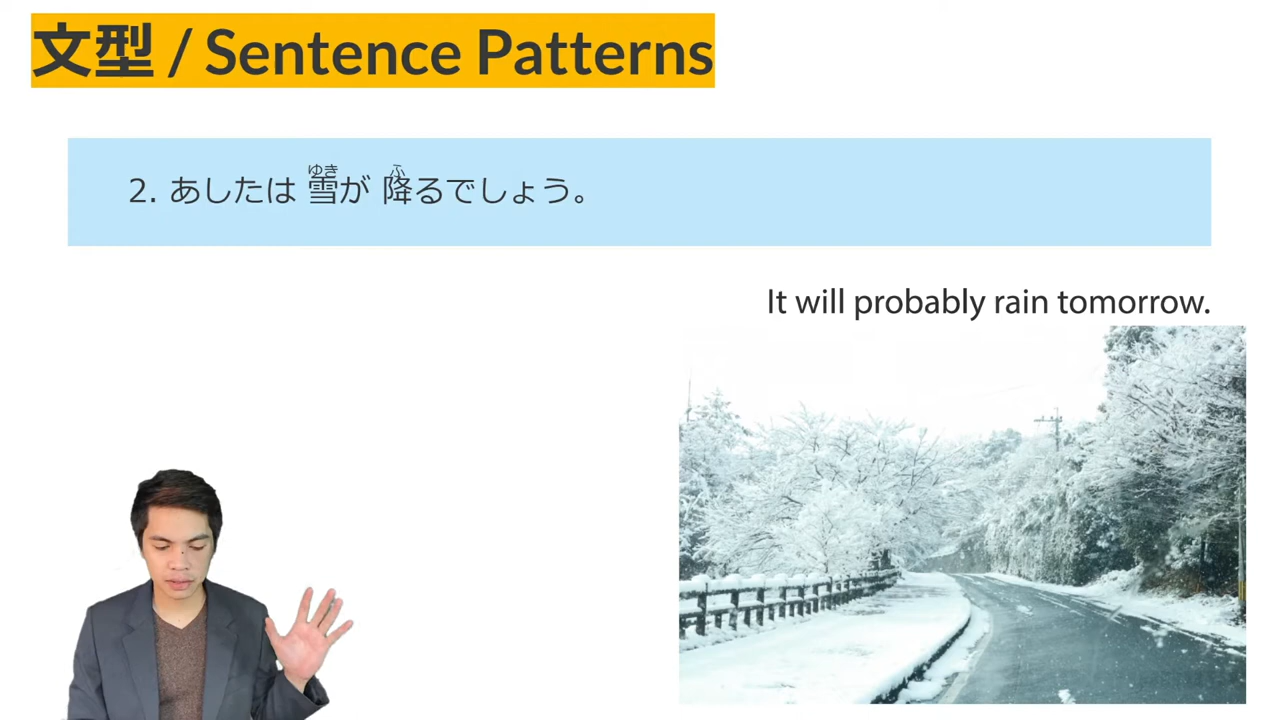 文型 / Sentence Patterns
2. あしたは 雪が 降るでしょう。
ゆき ふ
It will probably rain tomorrow.